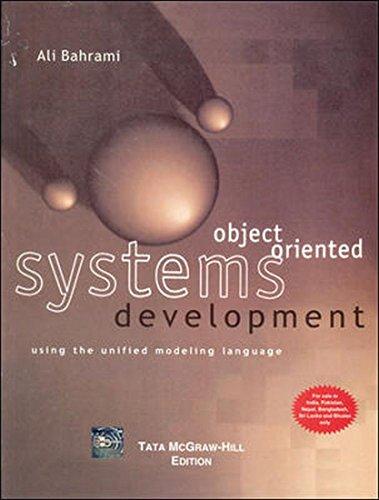 Ali Bahrami
object
oriented
systems
development
using the unified modeling language
For sale in
India, Pakistan,
Nepal, Bangladesh,
Sri Lanka and Bhutan
only
TATA McGRAW-HILL
EDITION